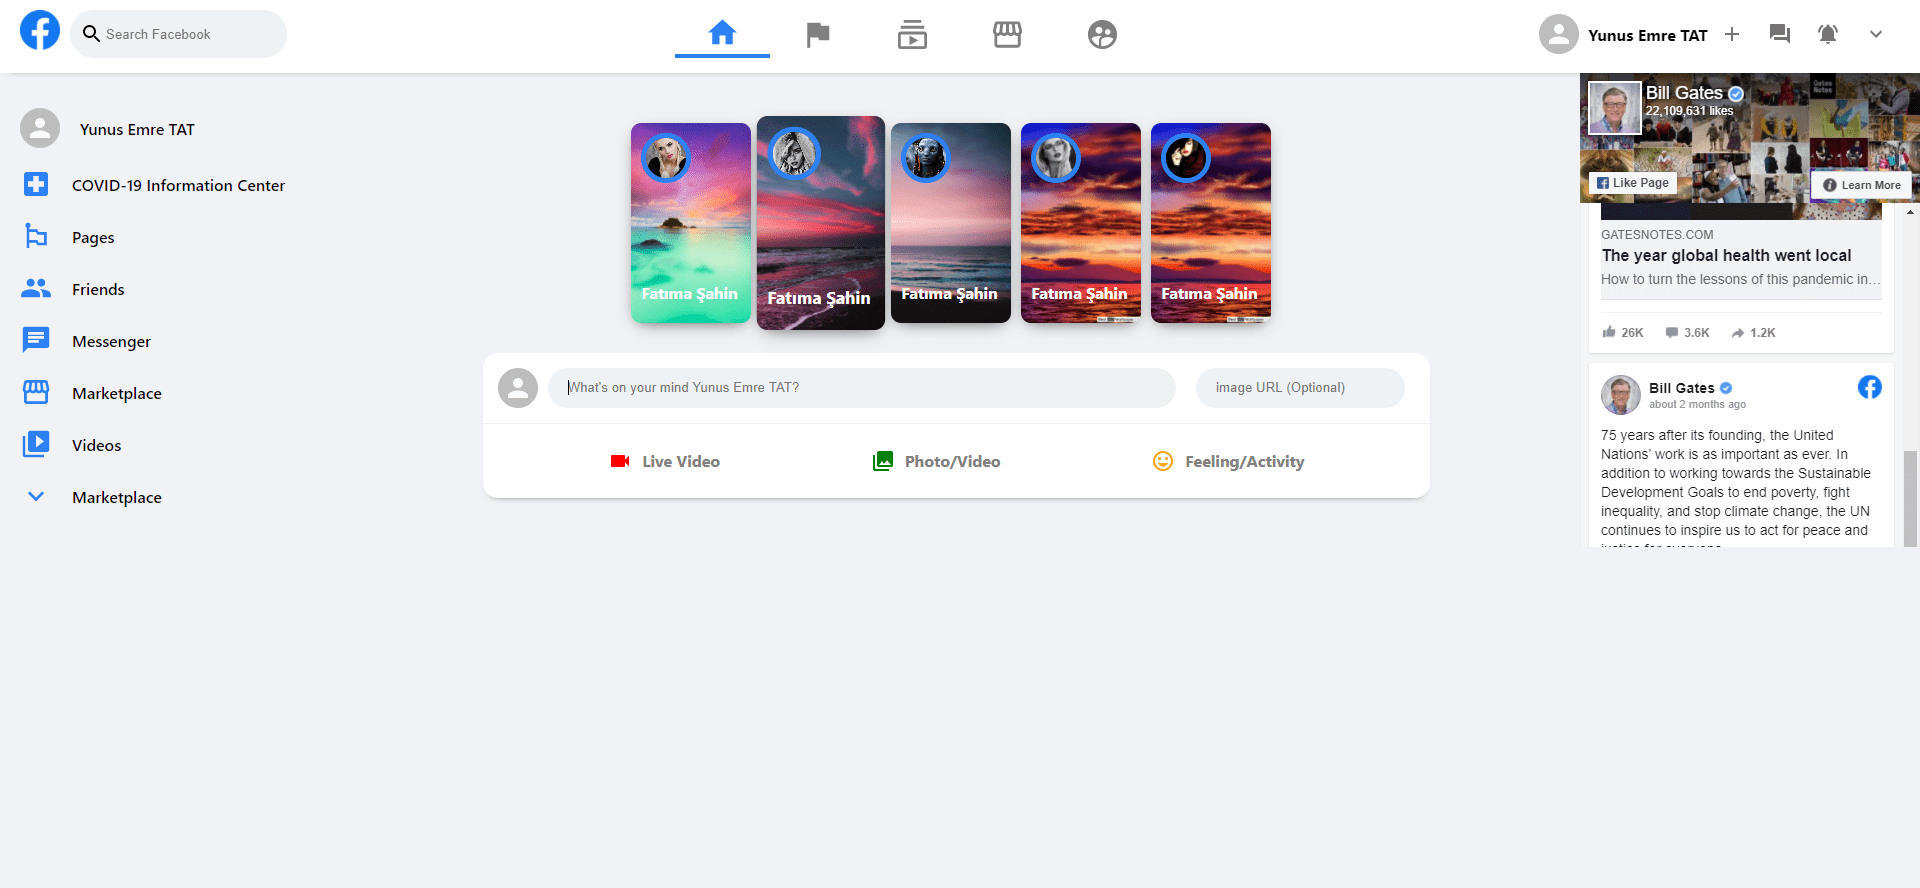 Search Facebook
Yunus Emre TAT
Yunus Emre TAT
COVID-19 Information Center
Pages
Friends
Messenger
Marketplace
Videos
Marketplace
Fatıma Şahin
Fatıma Şahin
Fatıma Şahin
Fatıma Şahin
Fatıma Şahin
What's on your mind Yunus Emre TAT?
image URL (Optional)
Live Video
Photo/Video
Feeling/Activity
Bill Gates
22,109,631 likes
Like Page
Learn More
GATESNOTES.COM
The year global health went local
How to turn the lessons of this pandemic in...
26K
3.6K
1.2K
Bill Gates
about 2 months ago
75 years after its founding, the United
Nations’ work is as important as ever. In
addition to working towards the Sustainable
Development Goals to end poverty, fight
inequality, and stop climate change, the UN
continues to inspire us to act for peace and
justice for everyone